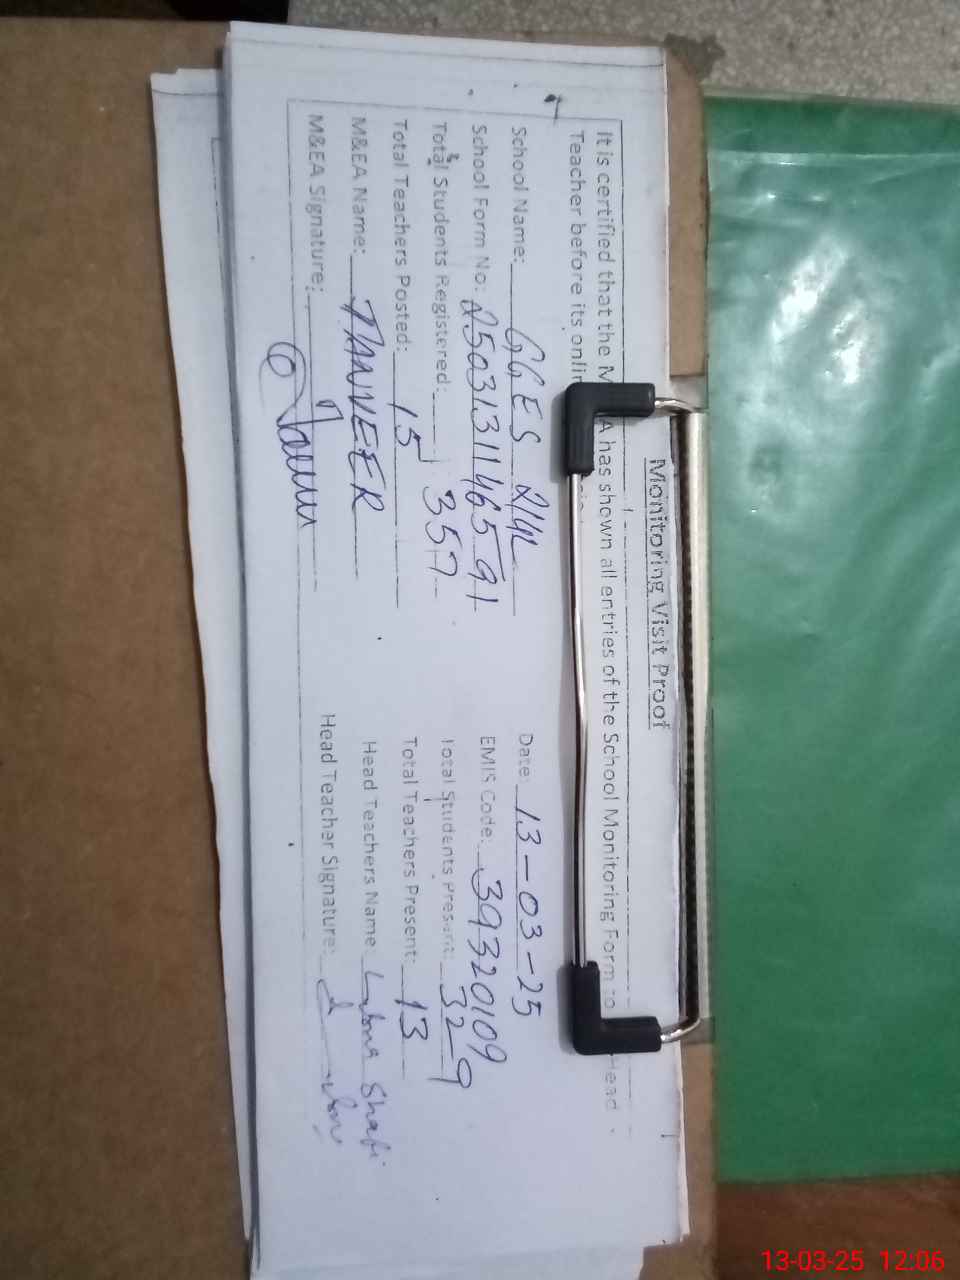 Monitoring Visit Proof
It is certified that the M A has shown all entries of the School Monitoring Form to Head
Teacher before its onlin
School Name: GGES 214L Date: 13-03-25
School Form No: 2503131146591 EMIS Code: 39320109
Total Students Registered: 357 Total Students Present: 329
Total Teachers Posted: 15 Total Teachers Present: 13
M&EA Name: TANVEER Head Teachers Name Lubna Shafi
M&EA Signature: Head Teacher Signature:
13-03-25 12:06